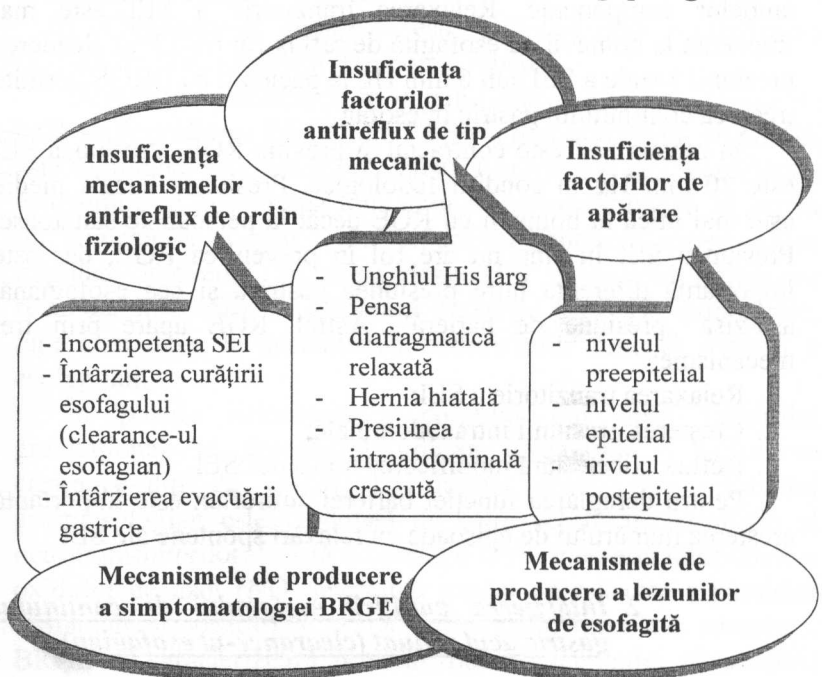 Insuficiența
factorilor
antireflux de tip
mecanic
Insuficiența
mecanismelor
antireflux de ordin
fiziologic
Insuficiența
factorilor de
apărare
- Incompetența SEI
- Întârzierea curățirii
esofagului
(clearance-ul
esofagian)
- Întârzierea evacuării
gastrice
- Unghiul His larg
- Pensa
diafragmatică
relaxată
- Hernia hiatală
- Presiunea
intraabdominală
crescută
- nivelul
preepitelial
- nivelul
epitelial
- nivelul
postepitelial
Mecanismele de producere
a simptomatologiei BRGE
Mecanismele de
producere a leziunilor
de esofagită